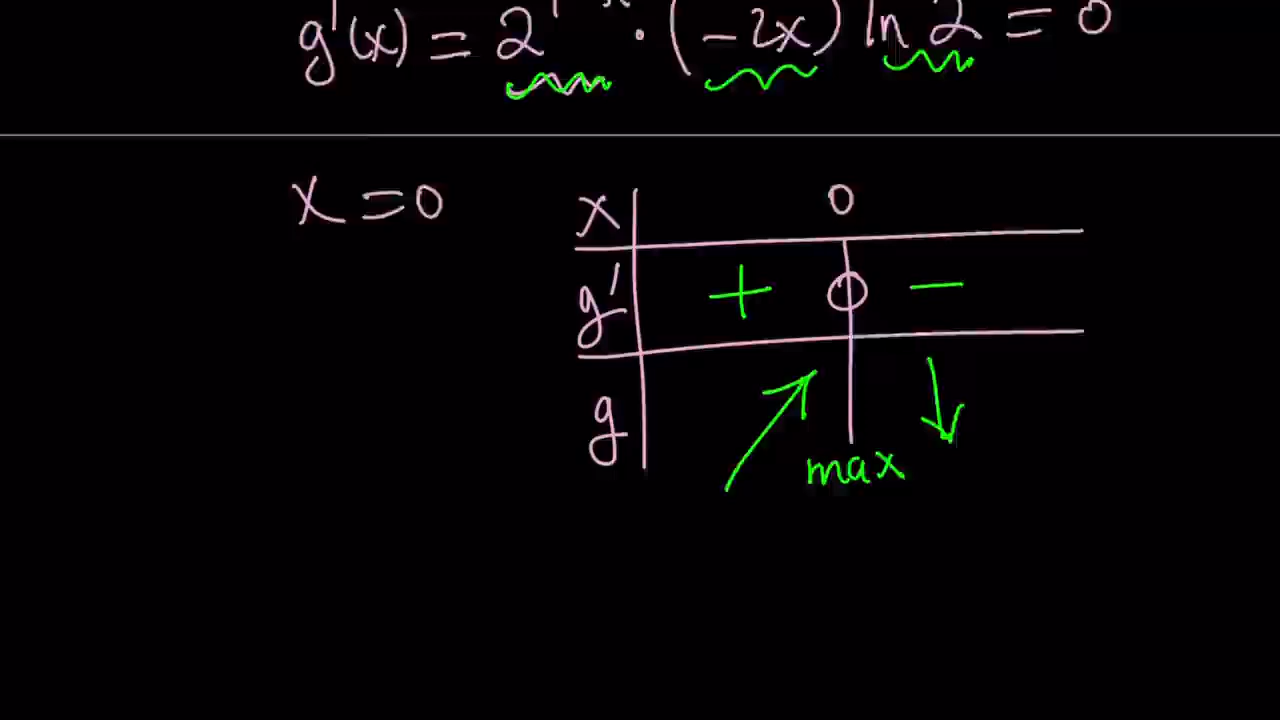 g'(x) = 2 · (-2x) ln 2 = 0
x = 0
x 0
g' + 0 -
g
max